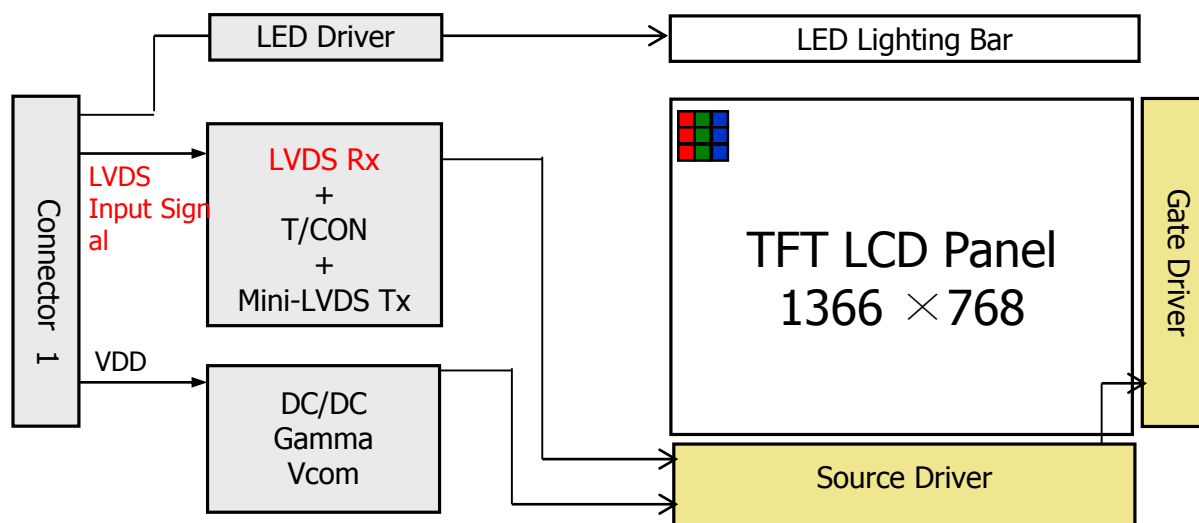 LED Driver
LED Lighting Bar
Connector 1
LVDS
Input Sign
al
LVDS Rx
+
T/CON
+
Mini-LVDS Tx
VDD
DC/DC
Gamma
Vcom
TFT LCD Panel
1366 ×768
Gate Driver
Source Driver